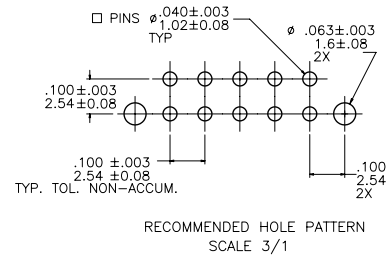 □ PINS ⌀.040±.003
1.02±0.08
TYP
⌀ .063±.003
1.6±.08
2X
.100±.003
2.54±0.08
.100 ±.003
2.54 ±0.08
TYP. TOL. NON-ACCUM.
.100
2.54
2X
RECOMMENDED HOLE PATTERN
SCALE 3/1